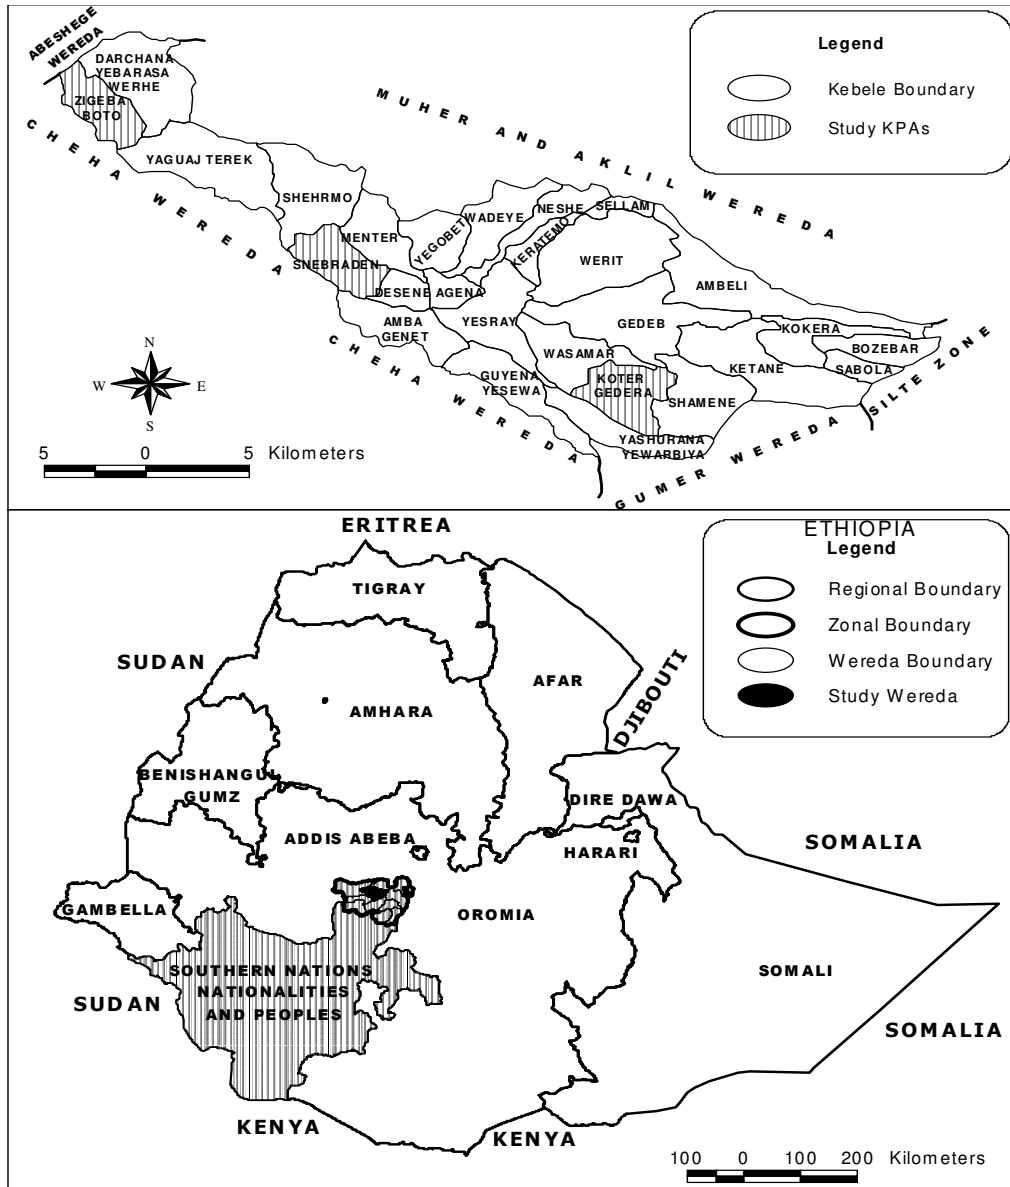 ABESHEGE
WEREDA
DARCHANA
YEBARASA
WERHE
ZIGEBA
BOTO
CHEHA WEREDA
YAGUAJ TEREK
SHEHRMO
MENTER
SNEBRADEN
YEGOBETI
WADEYE
NESHE
SELLAM
KERATEMO
WERIT
MUHER AND AKLIL WEREDA
AMBELI
DESENE
AGENA
AMBA
GENET
YESRAY
GEDEB
KOKERA
BOZEBAR
SABOLA
WASAMAR
KETANE
GUYENA
YESEWA
KOTER
GEDERA
SHAMENE
YASHURANA
YEWARBIYA
CHEHA WEREDA
GUMER WEREDA
SILTE ZONE
Legend
Kebele Boundary
Study KPAs
N
W E
S
5 0 5 Kilometers
ERITREA
ETHIOPIA
Legend
Regional Boundary
Zonal Boundary
Wereda Boundary
Study Wereda
TIGRAY
SUDAN
AFAR
DJIBOUTI
AMHARA
BENISHANGUL
GUMZ
DIRE DAWA
ADDIS ABEBA
HARARI
SOMALIA
GAMBELLA
OROMIA
SOUTHERN NATIONS
NATIONALITIES
AND PEOPLES
SOMALI
SUDAN
SOMALIA
KENYA
KENYA
100 0 100 200 Kilometers